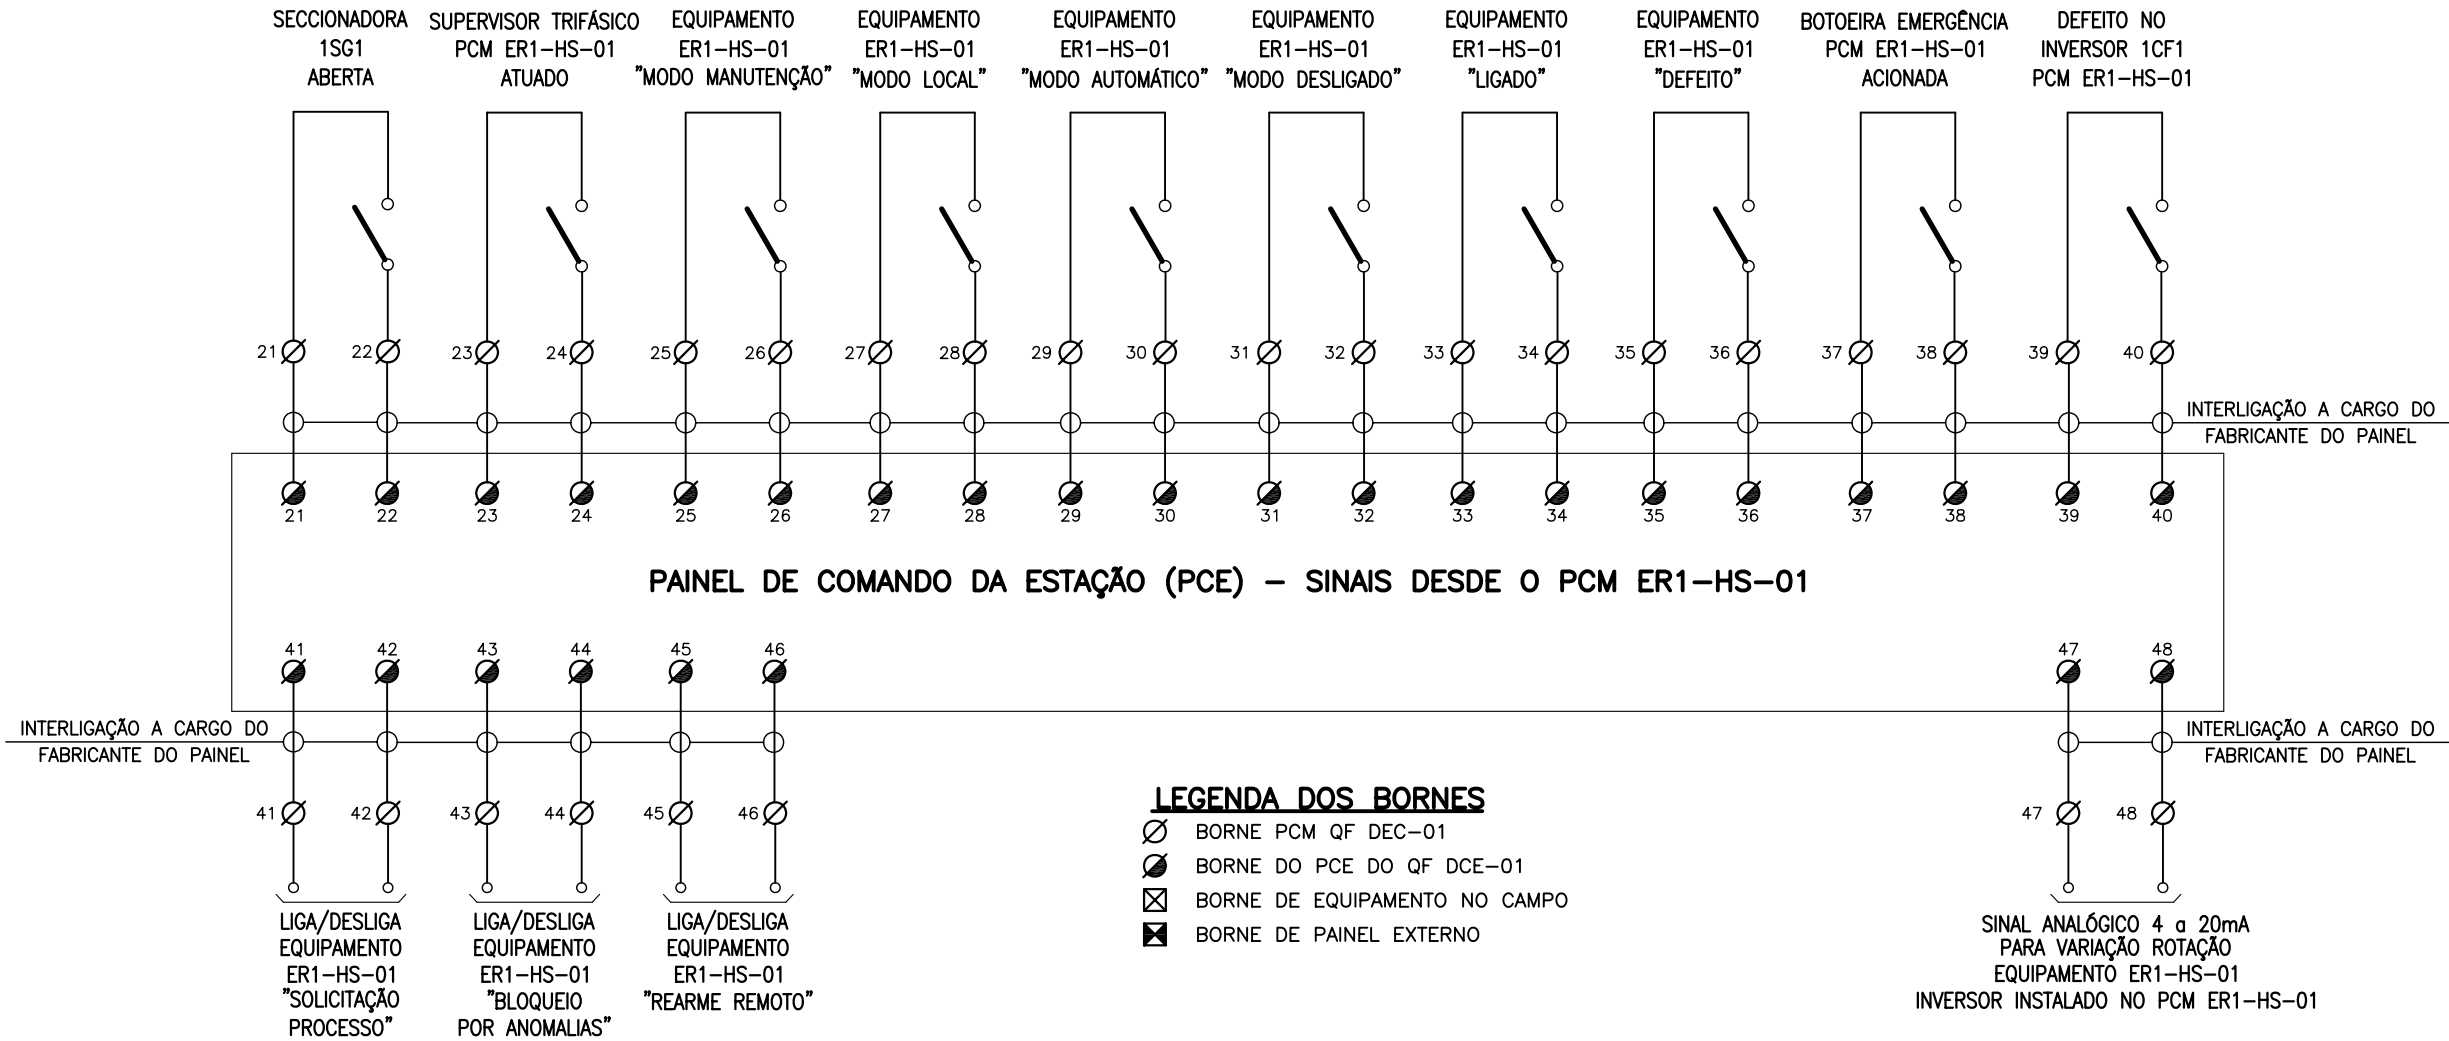 SECCIONADORA
1SG1
ABERTA
SUPERVISOR TRIFÁSICO
PCM ER1-HS-01
ATUADO
EQUIPAMENTO
ER1-HS-01
"MODO MANUTENÇÃO"
EQUIPAMENTO
ER1-HS-01
"MODO LOCAL"
EQUIPAMENTO
ER1-HS-01
"MODO AUTOMÁTICO"
EQUIPAMENTO
ER1-HS-01
"MODO DESLIGADO"
EQUIPAMENTO
ER1-HS-01
"LIGADO"
EQUIPAMENTO
ER1-HS-01
"DEFEITO"
BOTOEIRA EMERGÊNCIA
PCM ER1-HS-01
ACIONADA
DEFEITO NO
INVERSOR 1CF1
PCM ER1-HS-01
21 22 23 24 25 26 27 28 29 30 31 32 33 34 35 36 37 38 39 40
INTERLIGAÇÃO A CARGO DO
FABRICANTE DO PAINEL
21 22 23 24 25 26 27 28 29 30 31 32 33 34 35 36 37 38 39 40
PAINEL DE COMANDO DA ESTAÇÃO (PCE) - SINAIS DESDE O PCM ER1-HS-01
41 42 43 44 45 46 47 48
INTERLIGAÇÃO A CARGO DO
FABRICANTE DO PAINEL
INTERLIGAÇÃO A CARGO DO
FABRICANTE DO PAINEL
41 42 43 44 45 46 47 48
LIGA/DESLIGA
EQUIPAMENTO
ER1-HS-01
"SOLICITAÇÃO
PROCESSO"
LIGA/DESLIGA
EQUIPAMENTO
ER1-HS-01
"BLOQUEIO
POR ANOMALIAS"
LIGA/DESLIGA
EQUIPAMENTO
ER1-HS-01
"REARME REMOTO"
LEGENDA DOS BORNES
BORNE PCM QF DEC-01
BORNE DO PCE DO QF DCE-01
BORNE DE EQUIPAMENTO NO CAMPO
BORNE DE PAINEL EXTERNO
SINAL ANALÓGICO 4 a 20mA
PARA VARIAÇÃO ROTAÇÃO
EQUIPAMENTO ER1-HS-01
INVERSOR INSTALADO NO PCM ER1-HS-01